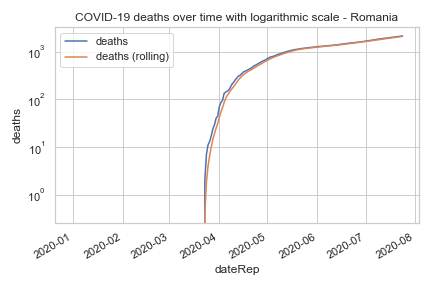 COVID-19 deaths over time with logarithmic scale - Romania
deaths
deaths (rolling)
10³
10²
10¹
10⁰
deaths
2020-01
2020-02
2020-03
2020-04
2020-05
2020-06
2020-07
2020-08
dateRep